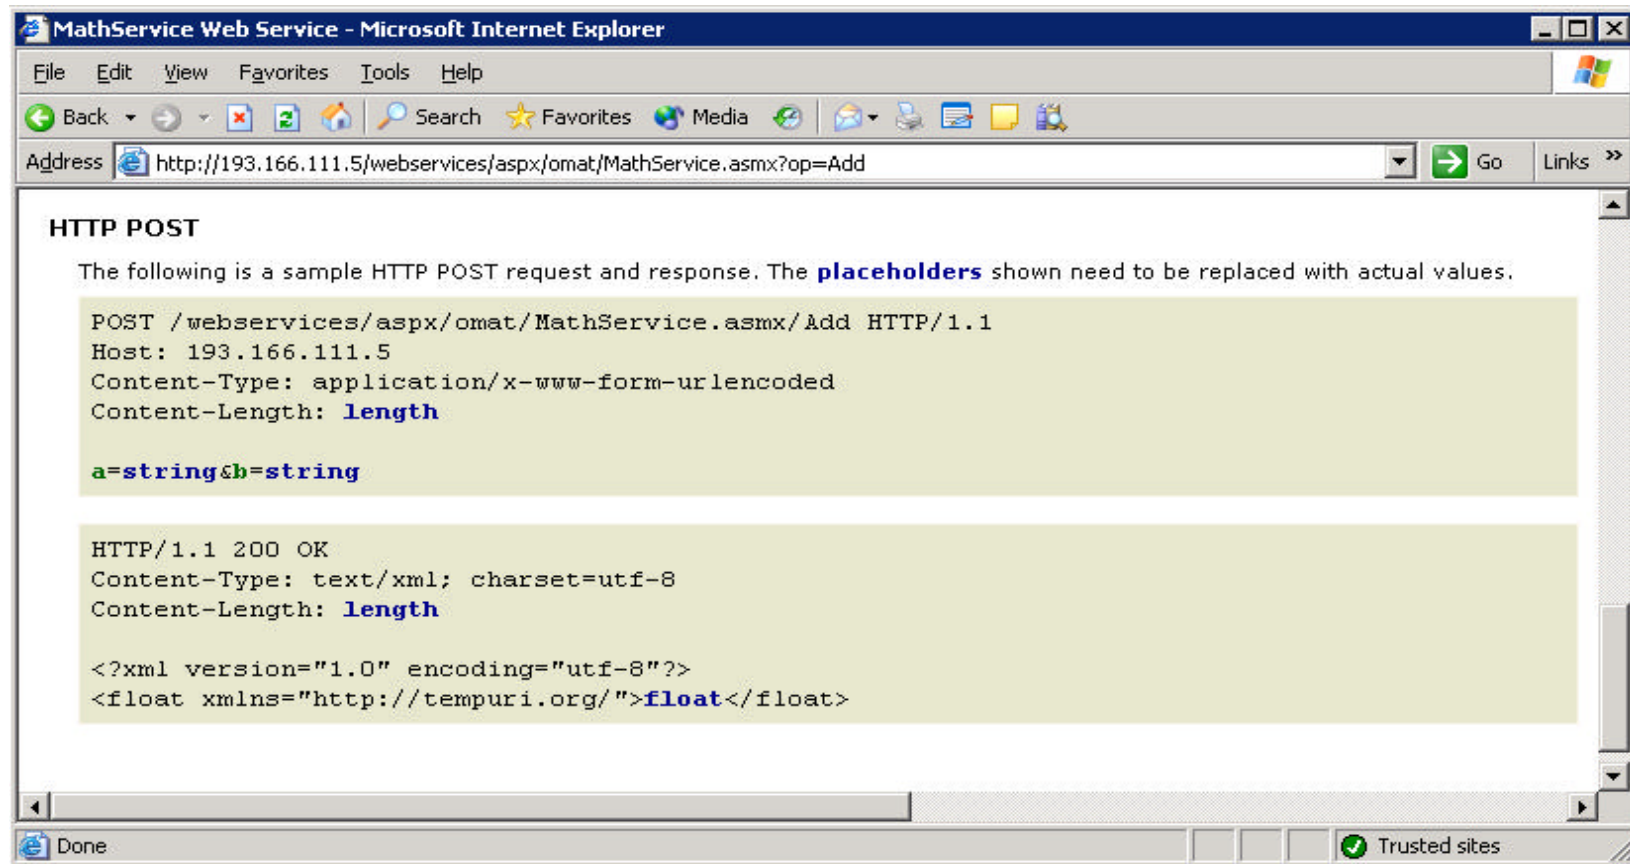 MathService Web Service - Microsoft Internet Explorer
File Edit View Favorites Tools Help
Back Search Favorites Media
Address http://193.166.111.5/webservices/aspx/omat/MathService.asmx?op=Add Go Links »
HTTP POST
The following is a sample HTTP POST request and response. The placeholders shown need to be replaced with actual values.
POST /webservices/aspx/omat/MathService.asmx/Add HTTP/1.1
Host: 193.166.111.5
Content-Type: application/x-www-form-urlencoded
Content-Length: length
a=string&b=string
HTTP/1.1 200 OK
Content-Type: text/xml; charset=utf-8
Content-Length: length
<?xml version="1.0" encoding="utf-8"?>
<float xmlns="http://tempuri.org/">float</float>
Done Trusted sites